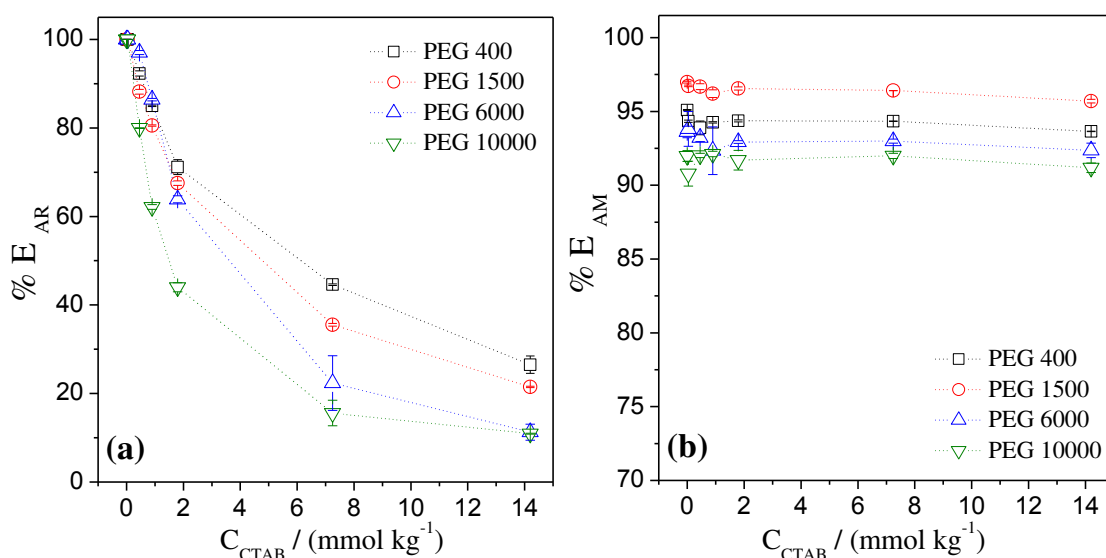 100
80
60
40
20
0
% E AR
PEG 400
PEG 1500
PEG 6000
PEG 10000
(a)
0 2 4 6 8 10 12 14
C CTAB / (mmol kg-1)
100
95
90
85
80
75
70
% E AM
PEG 400
PEG 1500
PEG 6000
PEG 10000
(b)
0 2 4 6 8 10 12 14
C CTAB / (mmol kg-1)